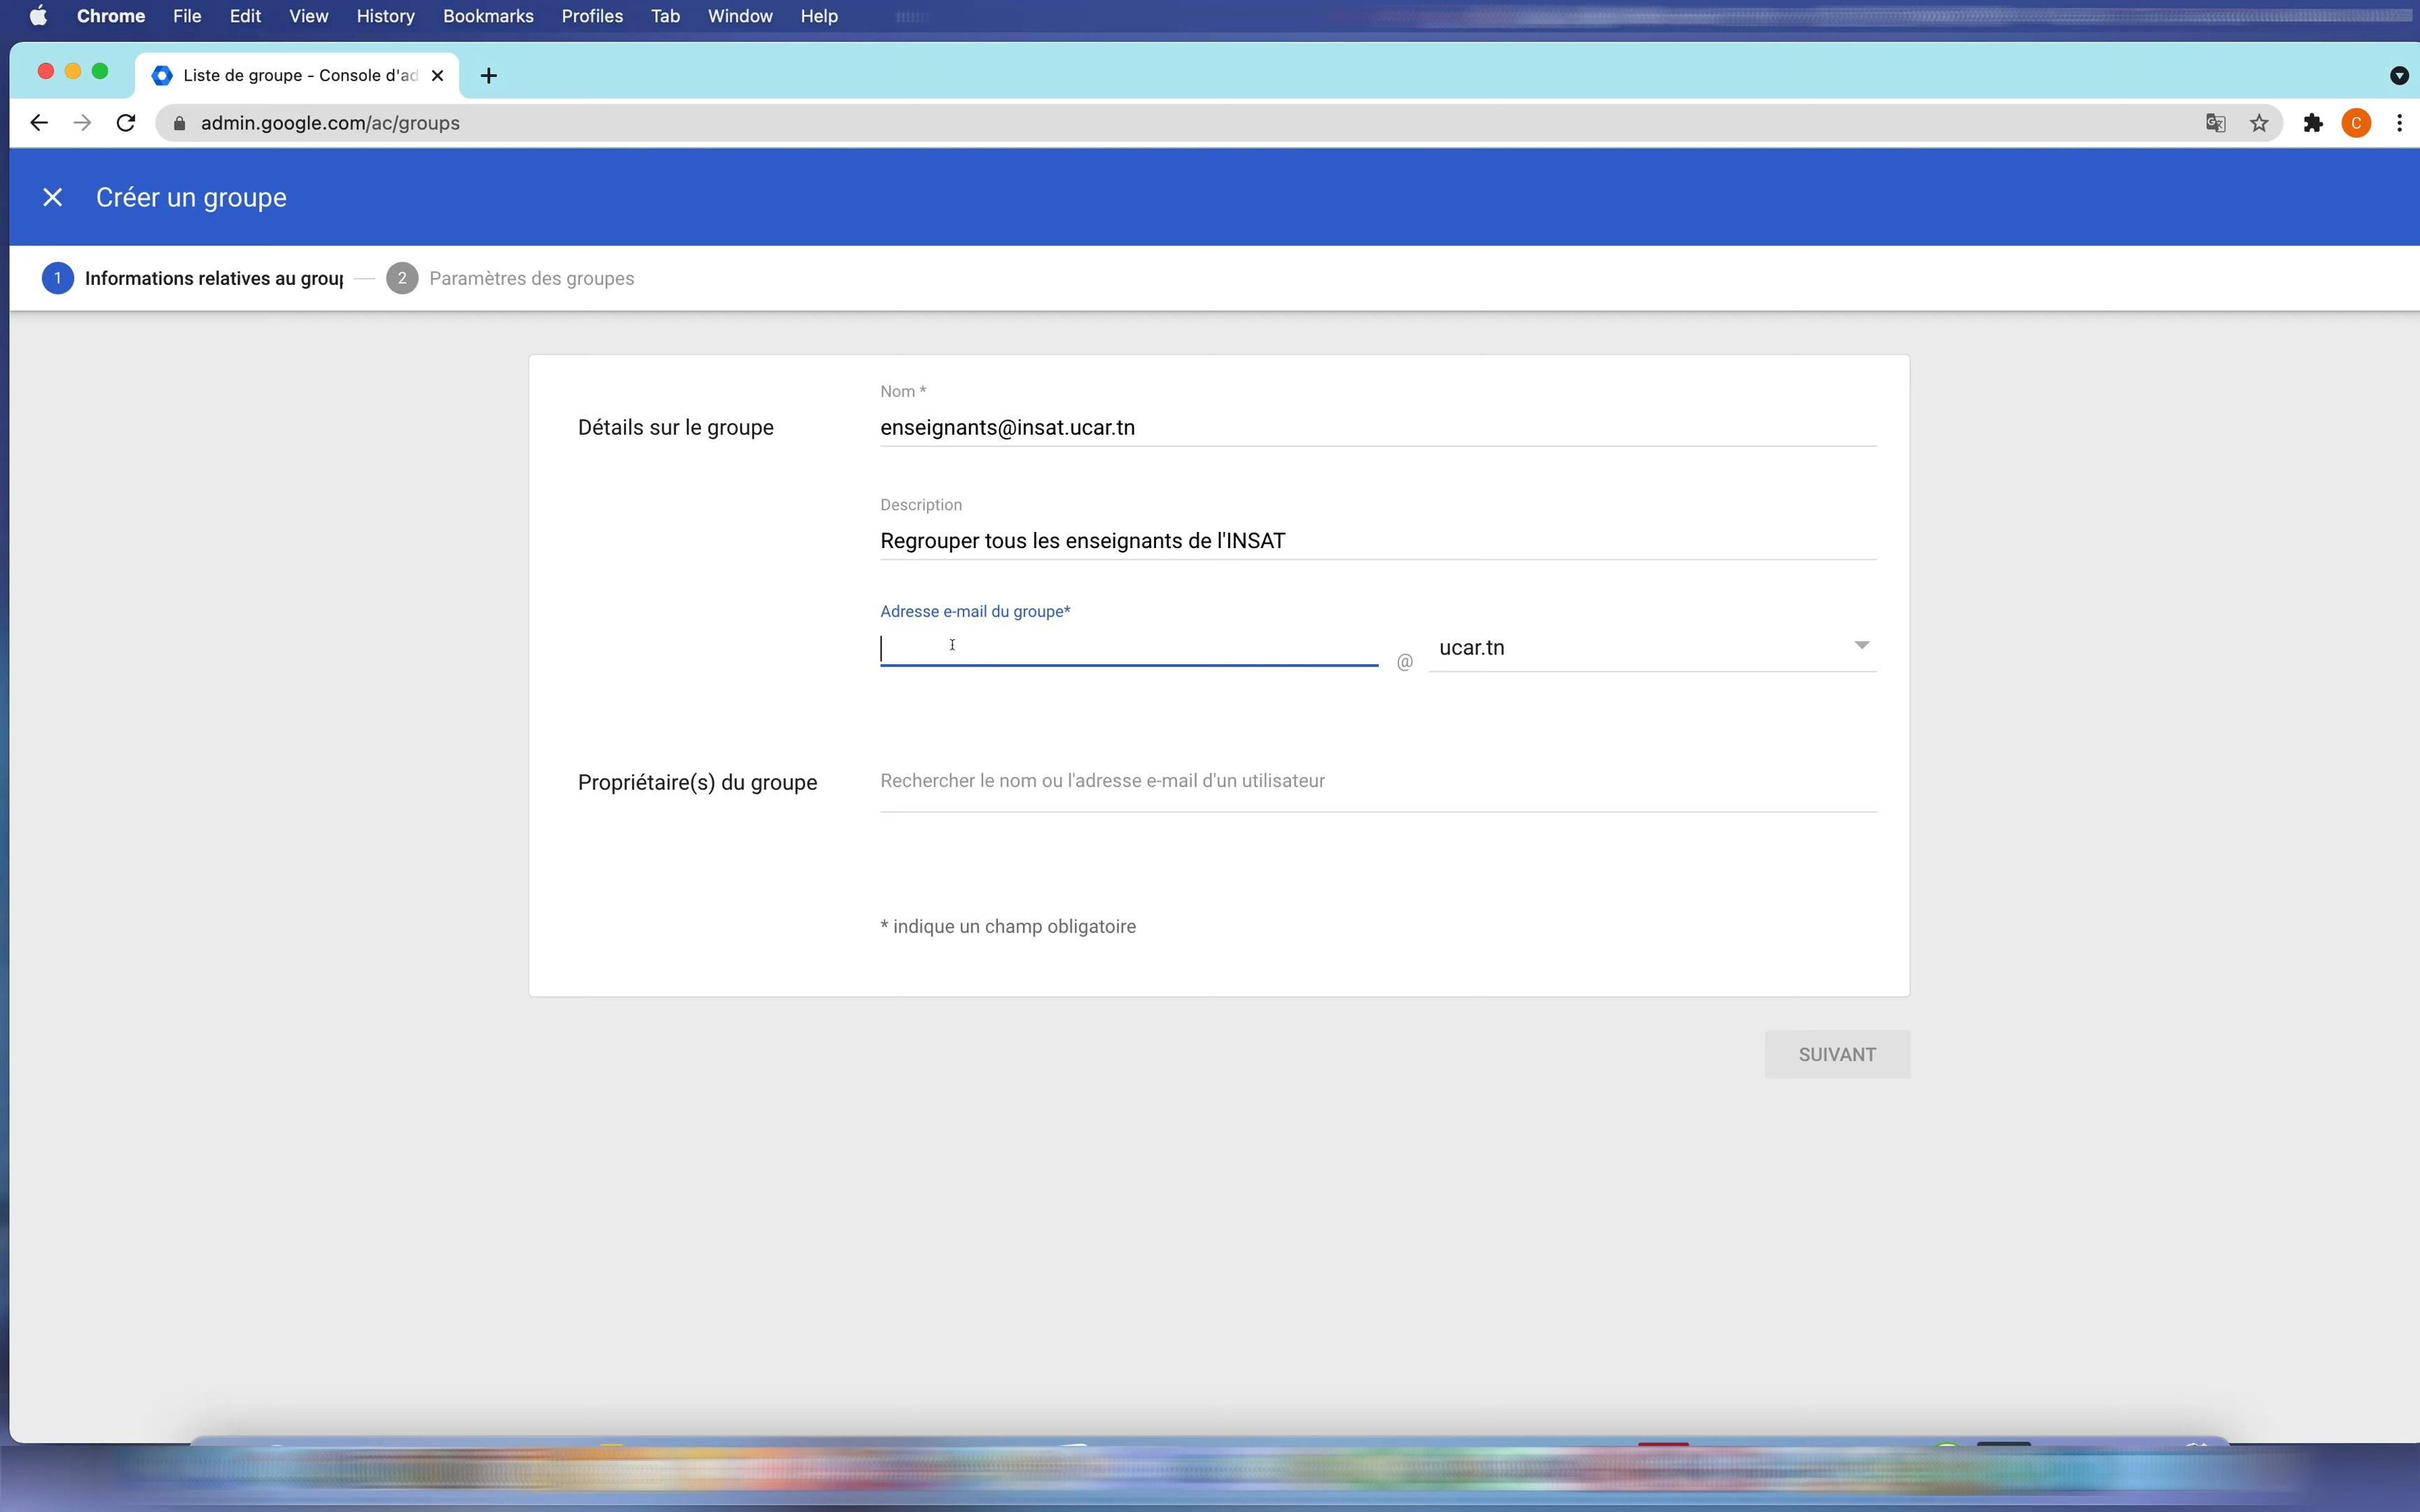 Chrome File Edit View History Bookmarks Profiles Tab Window Help
Liste de groupe - Console d'ad
admin.google.com/ac/groups
C
Créer un groupe
1 Informations relatives au group 2 Paramètres des groupes
Nom *
Détails sur le groupe enseignants@insat.ucar.tn
Description
Regrouper tous les enseignants de l'INSAT
Adresse e-mail du groupe*
@ ucar.tn
Propriétaire(s) du groupe Rechercher le nom ou l'adresse e-mail d'un utilisateur
* indique un champ obligatoire
SUIVANT